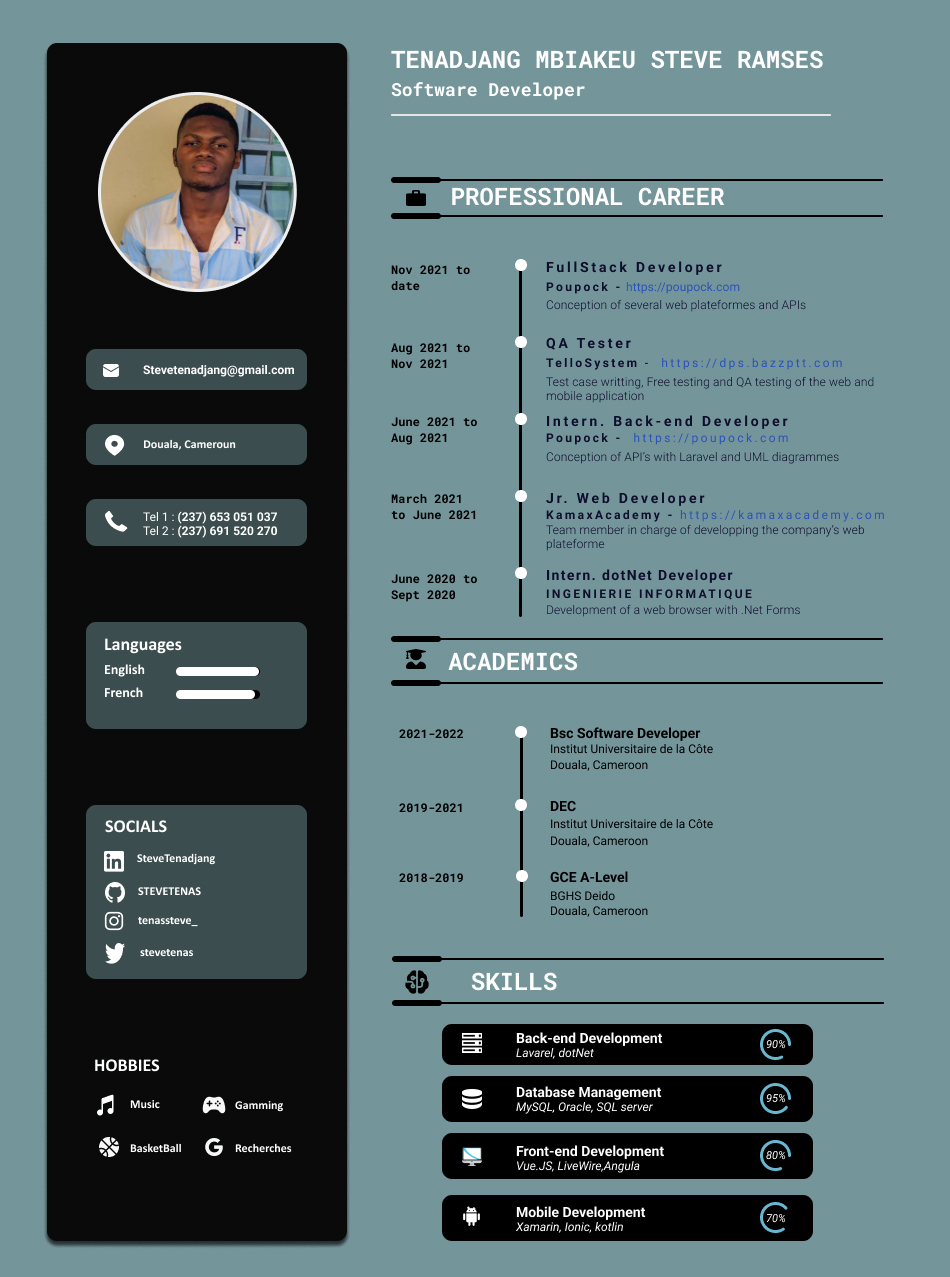 Stevetenadjang@gmail.com
Douala, Cameroun
Tel 1 : (237) 653 051 037
Tel 2 : (237) 691 520 270
Languages
English
French
SOCIALS
SteveTenadjang
STEVETENAS
tenassteve_
stevetenas
HOBBIES
Music
Gamming
BasketBall
Recherches
TENADJANG MBIAKEU STEVE RAMSES
Software Developer
PROFESSIONAL CAREER
Nov 2021 to
date
FullStack Developer
Poupock - https://poupock.com
Conception of several web plateformes and APIs
Aug 2021 to
Nov 2021
QA Tester
TelloSystem - https://dps.bazzptt.com
Test case writting, Free testing and QA testing of the web and
mobile application
June 2021 to
Aug 2021
Intern. Back-end Developer
Poupock - https://poupock.com
Conception of API's with Laravel and UML diagrammes
March 2021
to June 2021
Jr. Web Developer
KamaxAcademy - https://kamaxacademy.com
Team member in charge of developping the company's web
plateforme
June 2020 to
Sept 2020
Intern. dotNet Developer
INGENIERIE INFORMATIQUE
Development of a web browser with .Net Forms
ACADEMICS
2021-2022
Bsc Software Developer
Institut Universitaire de la Côte
Douala, Cameroon
2019-2021
DEC
Institut Universitaire de la Côte
Douala, Cameroon
2018-2019
GCE A-Level
BGHS Deido
Douala, Cameroon
SKILLS
Back-end Development
Lavarel, dotNet
90%
Database Management
MySQL, Oracle, SQL server
95%
Front-end Development
Vue.JS, LiveWire,Angula
80%
Mobile Development
Xamarin, Ionic, kotlin
70%